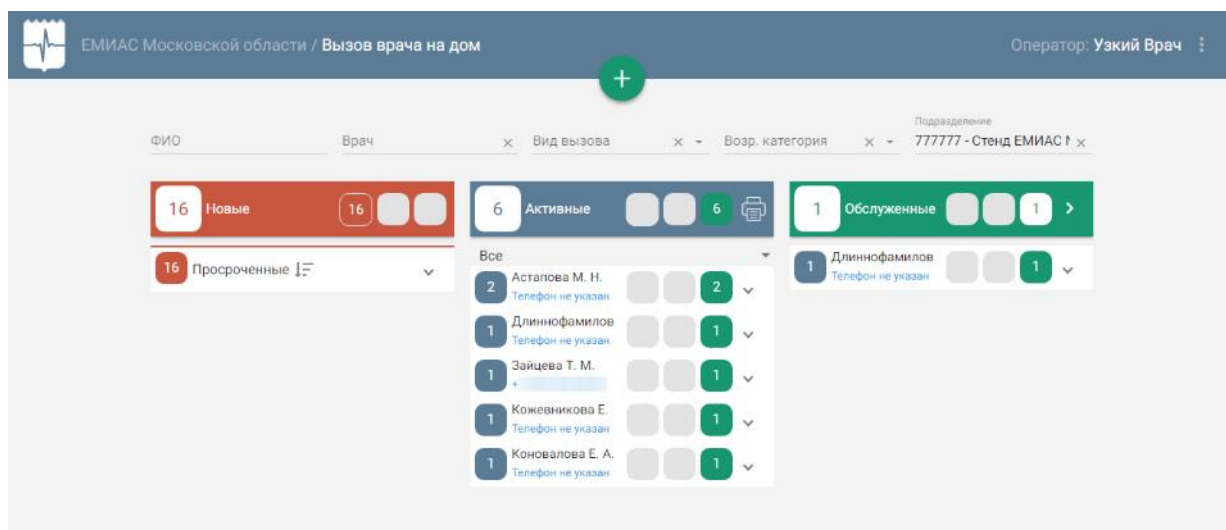 ЕМИАС Московской области / Вызов врача на дом
Оператор: Узкий Врач
+
Подразделение
ФИО
Врач
Вид вызова
Возр. категория
777777 - Стенд ЕМИАС
16 Новые 16
6 Активные 6
1 Обслуженные 1
16 Просроченные
Все
2 Астапова М. Н. 2
Телефон не указан
1 Длиннофамилов 1
Телефон не указан
1 Зайцева Т. М. 1
+
1 Кожевникова Е. 1
Телефон не указан
1 Коновалова Е. А. 1
Телефон не указан
1 Длиннофамилов 1
Телефон не указан